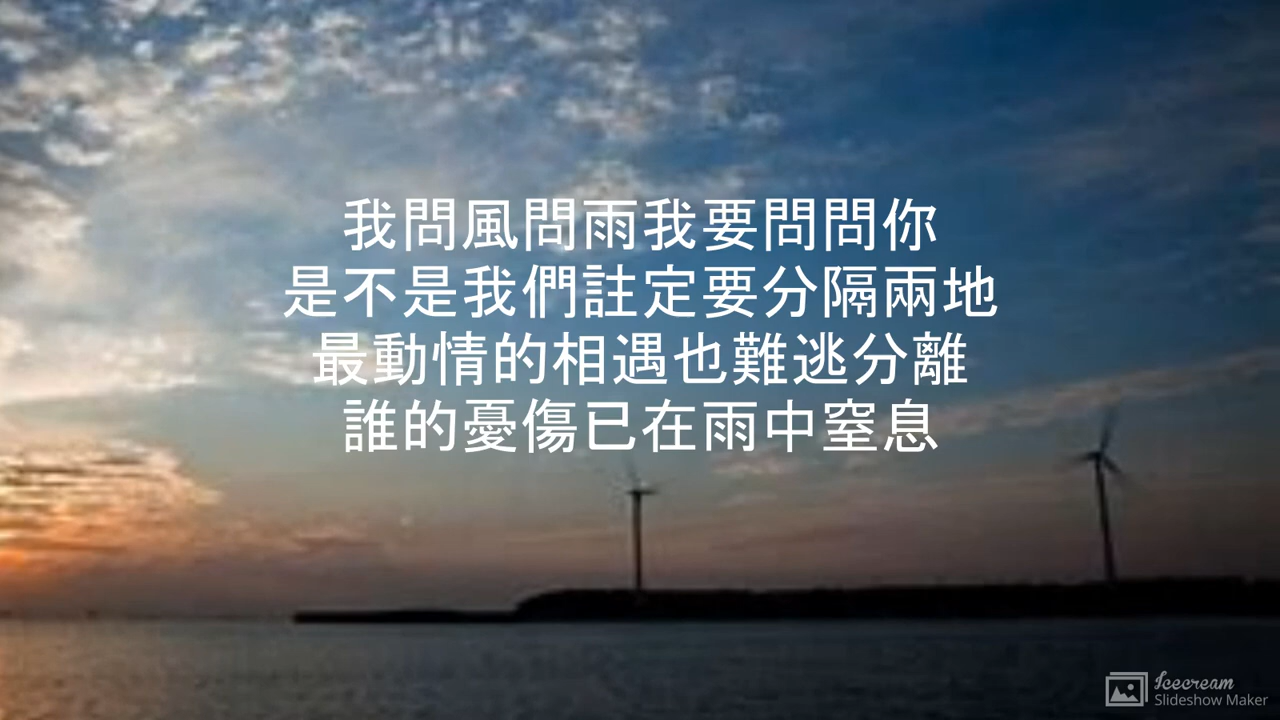 我問風問雨我要問問你
是不是我們註定要分隔兩地
最動情的相遇也難逃分離
誰的憂傷已在雨中窒息
Icecream
Slideshow Maker